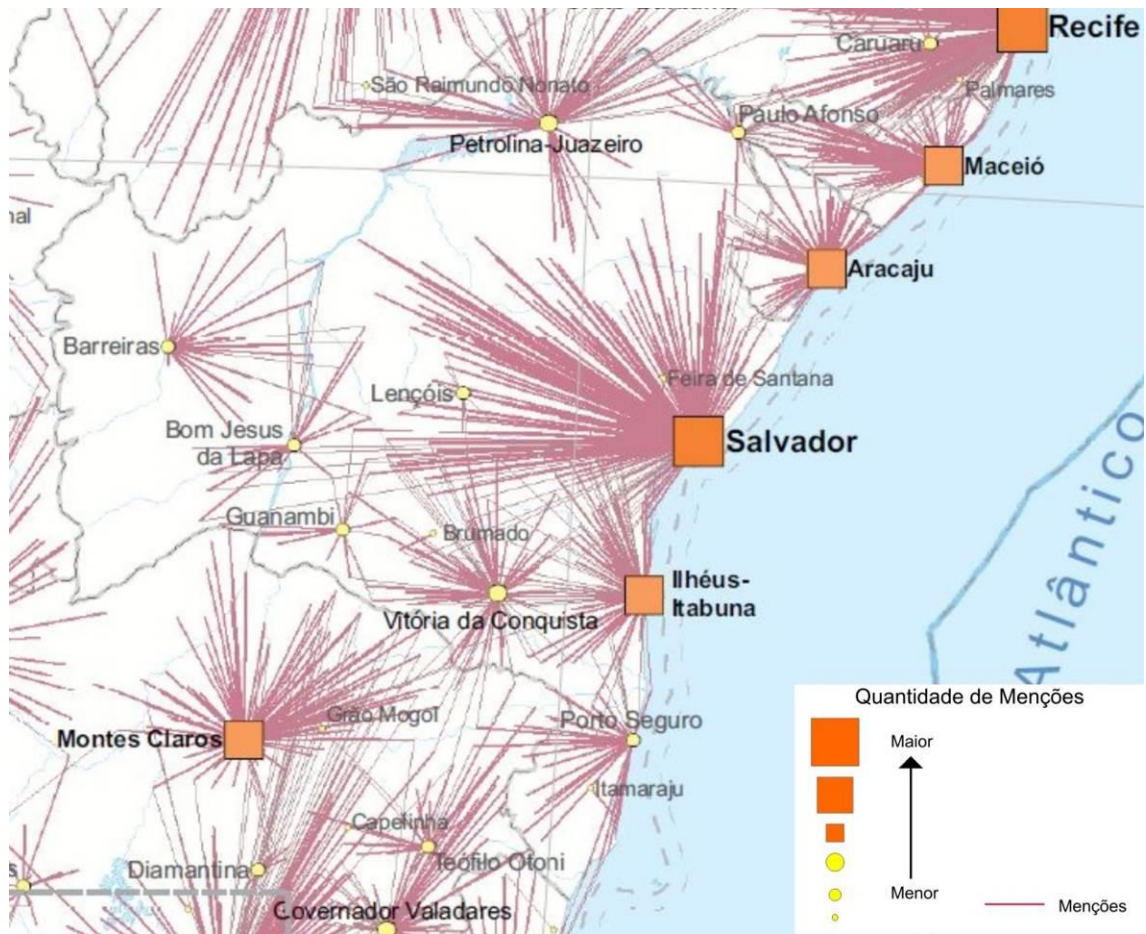 Recife
Caruaru
São Raimundo Nonato
Palmares
Paulo Afonso
Petrolina-Juazeiro
Maceió
Aracaju
Barreiras
Feira de Santana
Lençóis
Bom Jesus
da Lapa
Salvador
Guanambi
Brumado
Ilhéus-
Itabuna
Vitória da Conquista
Atlântico
Grão Mogol
Porto Seguro
Montes Claros
Itamaraju
Capelinha
Diamantina
Teófilo Otoni
Governador Valadares
Quantidade de Menções
Maior
Menor
Menções